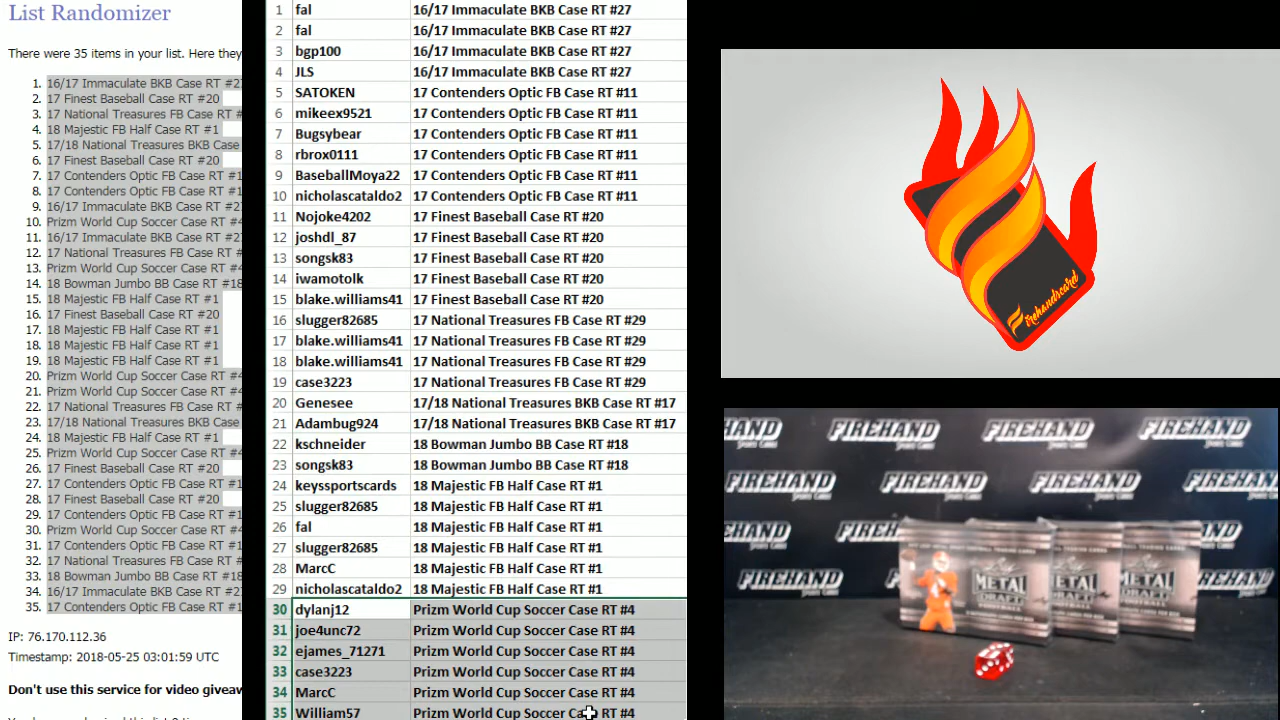 List Randomizer
There were 35 items in your list. Here they
1. 16/17 Immaculate BKB Case RT #27
2. 17 Finest Baseball Case RT #20
3. 17 National Treasures FB Case RT #
4. 18 Majestic FB Half Case RT #1
5. 17/18 National Treasures BKB Case
6. 17 Finest Baseball Case RT #20
7. 17 Contenders Optic FB Case RT #1
8. 17 Contenders Optic FB Case RT #1
9. 16/17 Immaculate BKB Case RT #27
10. Prizm World Cup Soccer Case RT #4
11. 16/17 Immaculate BKB Case RT #27
12. 17 National Treasures FB Case RT #
13. Prizm World Cup Soccer Case RT #4
14. 18 Bowman Jumbo BB Case RT #18
15. 18 Majestic FB Half Case RT #1
16. 17 Finest Baseball Case RT #20
17. 18 Majestic FB Half Case RT #1
18. 18 Majestic FB Half Case RT #1
19. 18 Majestic FB Half Case RT #1
20. Prizm World Cup Soccer Case RT #4
21. Prizm World Cup Soccer Case RT #4
22. 17 National Treasures FB Case RT #
23. 17/18 National Treasures BKB Case
24. 18 Majestic FB Half Case RT #1
25. Prizm World Cup Soccer Case RT #4
26. 17 Finest Baseball Case RT #20
27. 17 Contenders Optic FB Case RT #1
28. 17 Finest Baseball Case RT #20
29. 17 Contenders Optic FB Case RT #1
30. Prizm World Cup Soccer Case RT #4
31. 17 Contenders Optic FB Case RT #1
32. 17 National Treasures FB Case RT #
33. 18 Bowman Jumbo BB Case RT #18
34. 16/17 Immaculate BKB Case RT #27
35. 17 Contenders Optic FB Case RT #1
IP: 76.170.112.36
Timestamp: 2018-05-25 03:01:59 UTC
Don't use this service for video giveaw
1 fal 16/17 Immaculate BKB Case RT #27
2 fal 16/17 Immaculate BKB Case RT #27
3 bgp100 16/17 Immaculate BKB Case RT #27
4 JLS 16/17 Immaculate BKB Case RT #27
5 SATOKEN 17 Contenders Optic FB Case RT #11
6 mikeex9521 17 Contenders Optic FB Case RT #11
7 Bugsybear 17 Contenders Optic FB Case RT #11
8 rbrox0111 17 Contenders Optic FB Case RT #11
9 BaseballMoya22 17 Contenders Optic FB Case RT #11
10 nicholascataldo2 17 Contenders Optic FB Case RT #11
11 Nojoke4202 17 Finest Baseball Case RT #20
12 joshdl_87 17 Finest Baseball Case RT #20
13 songsk83 17 Finest Baseball Case RT #20
14 iwamotolk 17 Finest Baseball Case RT #20
15 blake.williams41 17 Finest Baseball Case RT #20
16 slugger82685 17 National Treasures FB Case RT #29
17 blake.williams41 17 National Treasures FB Case RT #29
18 blake.williams41 17 National Treasures FB Case RT #29
19 case3223 17 National Treasures FB Case RT #29
20 Genesee 17/18 National Treasures BKB Case RT #17
21 Adambug924 17/18 National Treasures BKB Case RT #17
22 kschneider 18 Bowman Jumbo BB Case RT #18
23 songsk83 18 Bowman Jumbo BB Case RT #18
24 keyssportscards 18 Majestic FB Half Case RT #1
25 slugger82685 18 Majestic FB Half Case RT #1
26 fal 18 Majestic FB Half Case RT #1
27 slugger82685 18 Majestic FB Half Case RT #1
28 MarcC 18 Majestic FB Half Case RT #1
29 nicholascataldo2 18 Majestic FB Half Case RT #1
30 dylanj12 Prizm World Cup Soccer Case RT #4
31 joe4unc72 Prizm World Cup Soccer Case RT #4
32 ejames_71271 Prizm World Cup Soccer Case RT #4
33 case3223 Prizm World Cup Soccer Case RT #4
34 MarcC Prizm World Cup Soccer Case RT #4
35 William57 Prizm World Cup Soccer Case RT #4
Firehandscard
HAND FIREHAND FIREHAND FIREHAND
FIREHAND FIREHAND FIREHAND FIREHAND
METAL
DRAFT
METAL
DRAFT
METAL
DRAFT